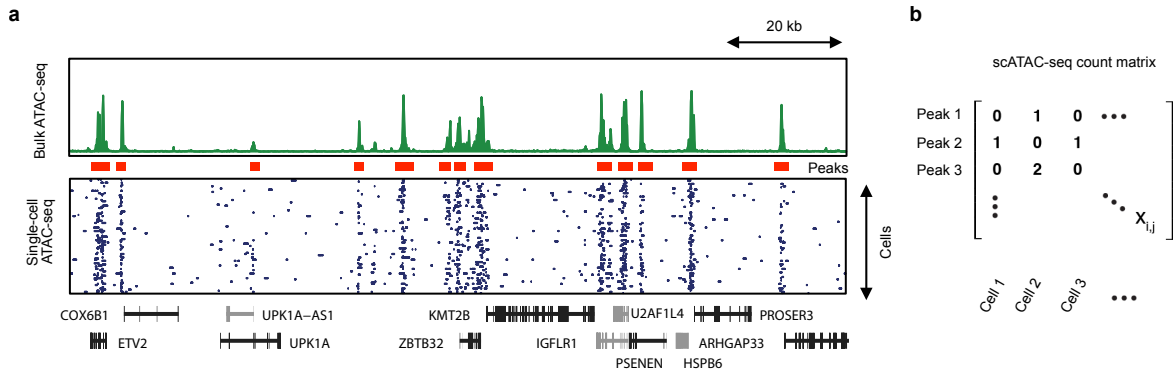 a
20 kb
Bulk ATAC-seq
Peaks
Single-cell
ATAC-seq
Cells
COX6B1 UPK1A−AS1 KMT2B U2AF1L4 PROSER3
ETV2 UPK1A ZBTB32 IGFLR1 ARHGAP33
PSENEN HSPB6
b
scATAC-seq count matrix
Peak 1 0 1 0 •••
Peak 2 1 0 1
Peak 3 0 2 0
X i,j
Cell 1 Cell 2 Cell 3 •••